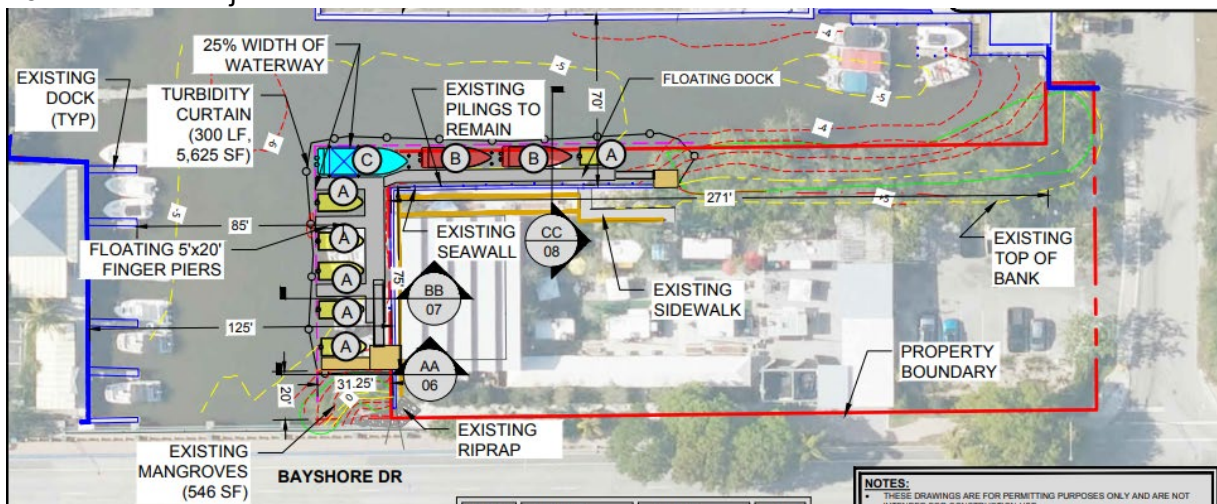 25% WIDTH OF
WATERWAY
EXISTING
DOCK
(TYP)
TURBIDITY
CURTAIN
(300 LF,
5,625 SF)
EXISTING
PILINGS TO
REMAIN
FLOATING DOCK
70'
-4
-5
-5
-4
-6
-5
C
B
B
A
A
A
A
A
A
85'
271'
+5
FLOATING 5'x20'
FINGER PIERS
EXISTING
SEAWALL
CC
08
EXISTING
TOP OF
BANK
75'
BB
07
EXISTING
SIDEWALK
125'
AA
06
PROPERTY
BOUNDARY
31.25'
20'
0
EXISTING
RIPRAP
EXISTING
MANGROVES
(546 SF)
BAYSHORE DR
NOTES:
• THESE DRAWINGS ARE FOR PERMITTING PURPOSES ONLY AND ARE NOT